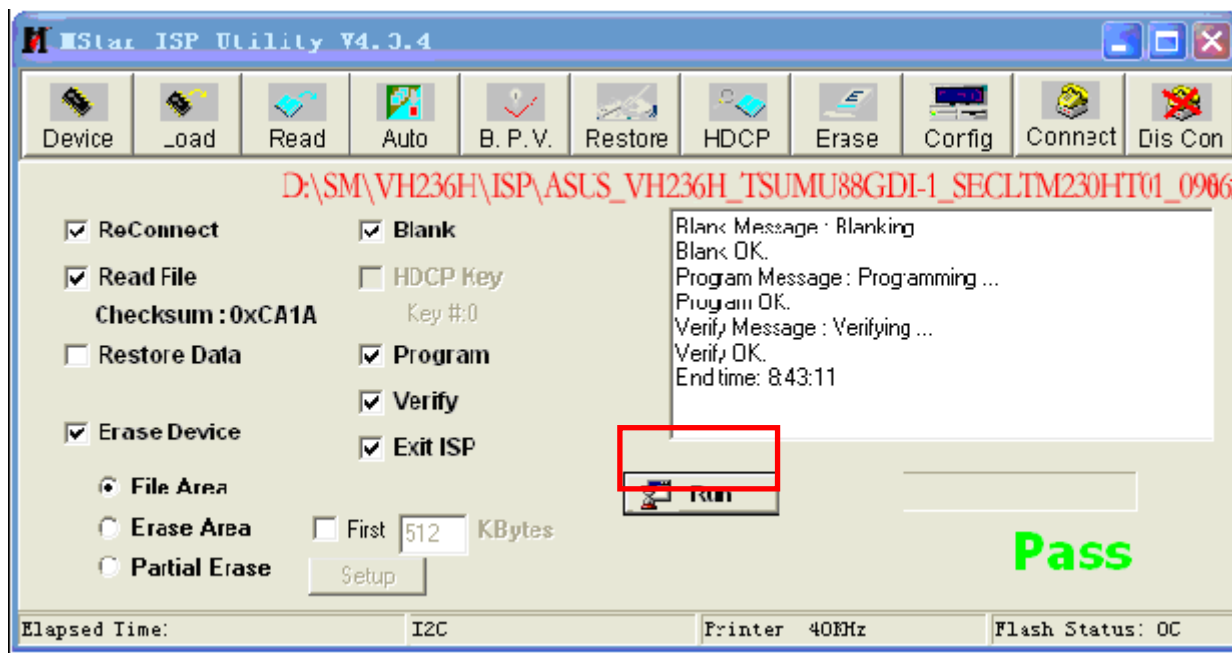 MStar ISP Utility V4.3.4
Device Load Read Auto B. P. V. Restore HDCP Erase Config Connect Dis Con
D:\SM\VH236H\ISP\ASUS_VH236H_TSUMU88GDI-1_SECLTM230HT01_0906
ReConnect
Blank
Read File
HDCP Key
Checksum : 0xCA1A
Key #:0
Restore Data
Program
Verify
Erase Device
Exit ISP
File Area
Erase Area
First 512 KBytes
Partial Erase
Setup
Blank Message : Blanking
Blank OK.
Program Message : Programming ...
Program OK.
Verify Message : Verifying ...
Verify OK.
End time: 8:43:11
Run
Pass
Elapsed Time: I2C Printer 40KHz Flash Status: 0C